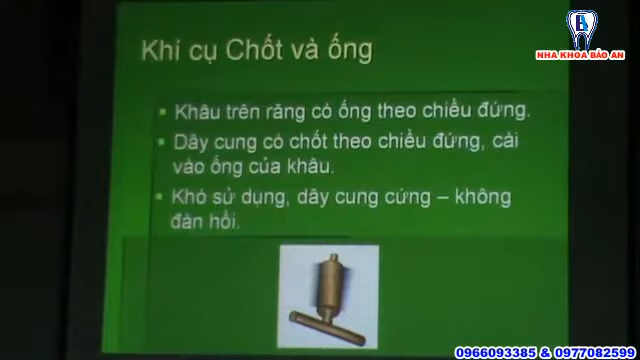 NHA KHOA BẢO AN
Khí cụ Chốt và ống
Khâu trên răng có ống theo chiều đứng.
Dây cung có chốt theo chiều đứng, cài
vào ống của khâu.
Khó sử dụng, dây cung cứng – không
đàn hồi.
0966093385 & 0977082599